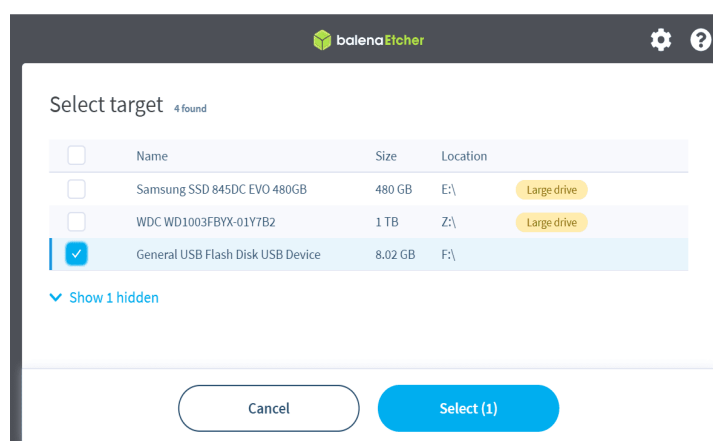 balenaEtcher
Select target 4 found
Name Size Location
Samsung SSD 845DC EVO 480GB 480 GB E:\ Large drive
WDC WD1003FBYX-01Y7B2 1 TB Z:\ Large drive
General USB Flash Disk USB Device 8.02 GB F:\
Show 1 hidden
Cancel Select (1)